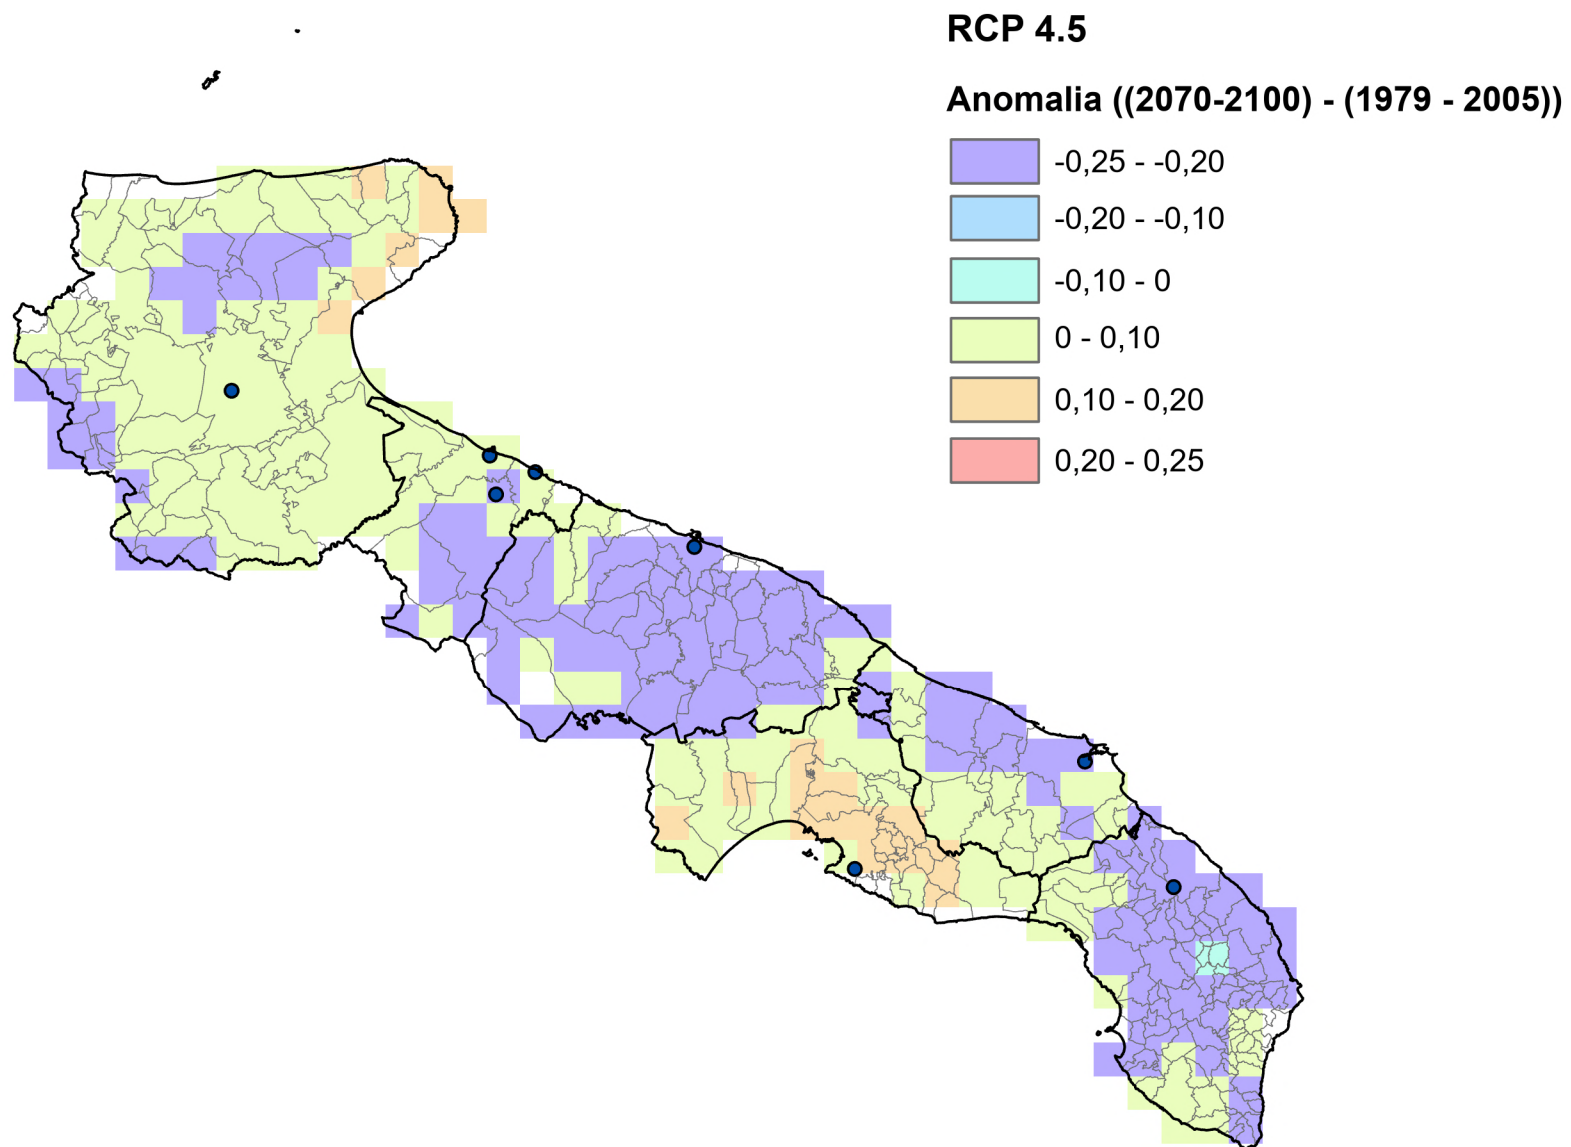 RCP 4.5
Anomalia ((2070-2100) - (1979 - 2005))
-0,25 - -0,20
-0,20 - -0,10
-0,10 - 0
0 - 0,10
0,10 - 0,20
0,20 - 0,25